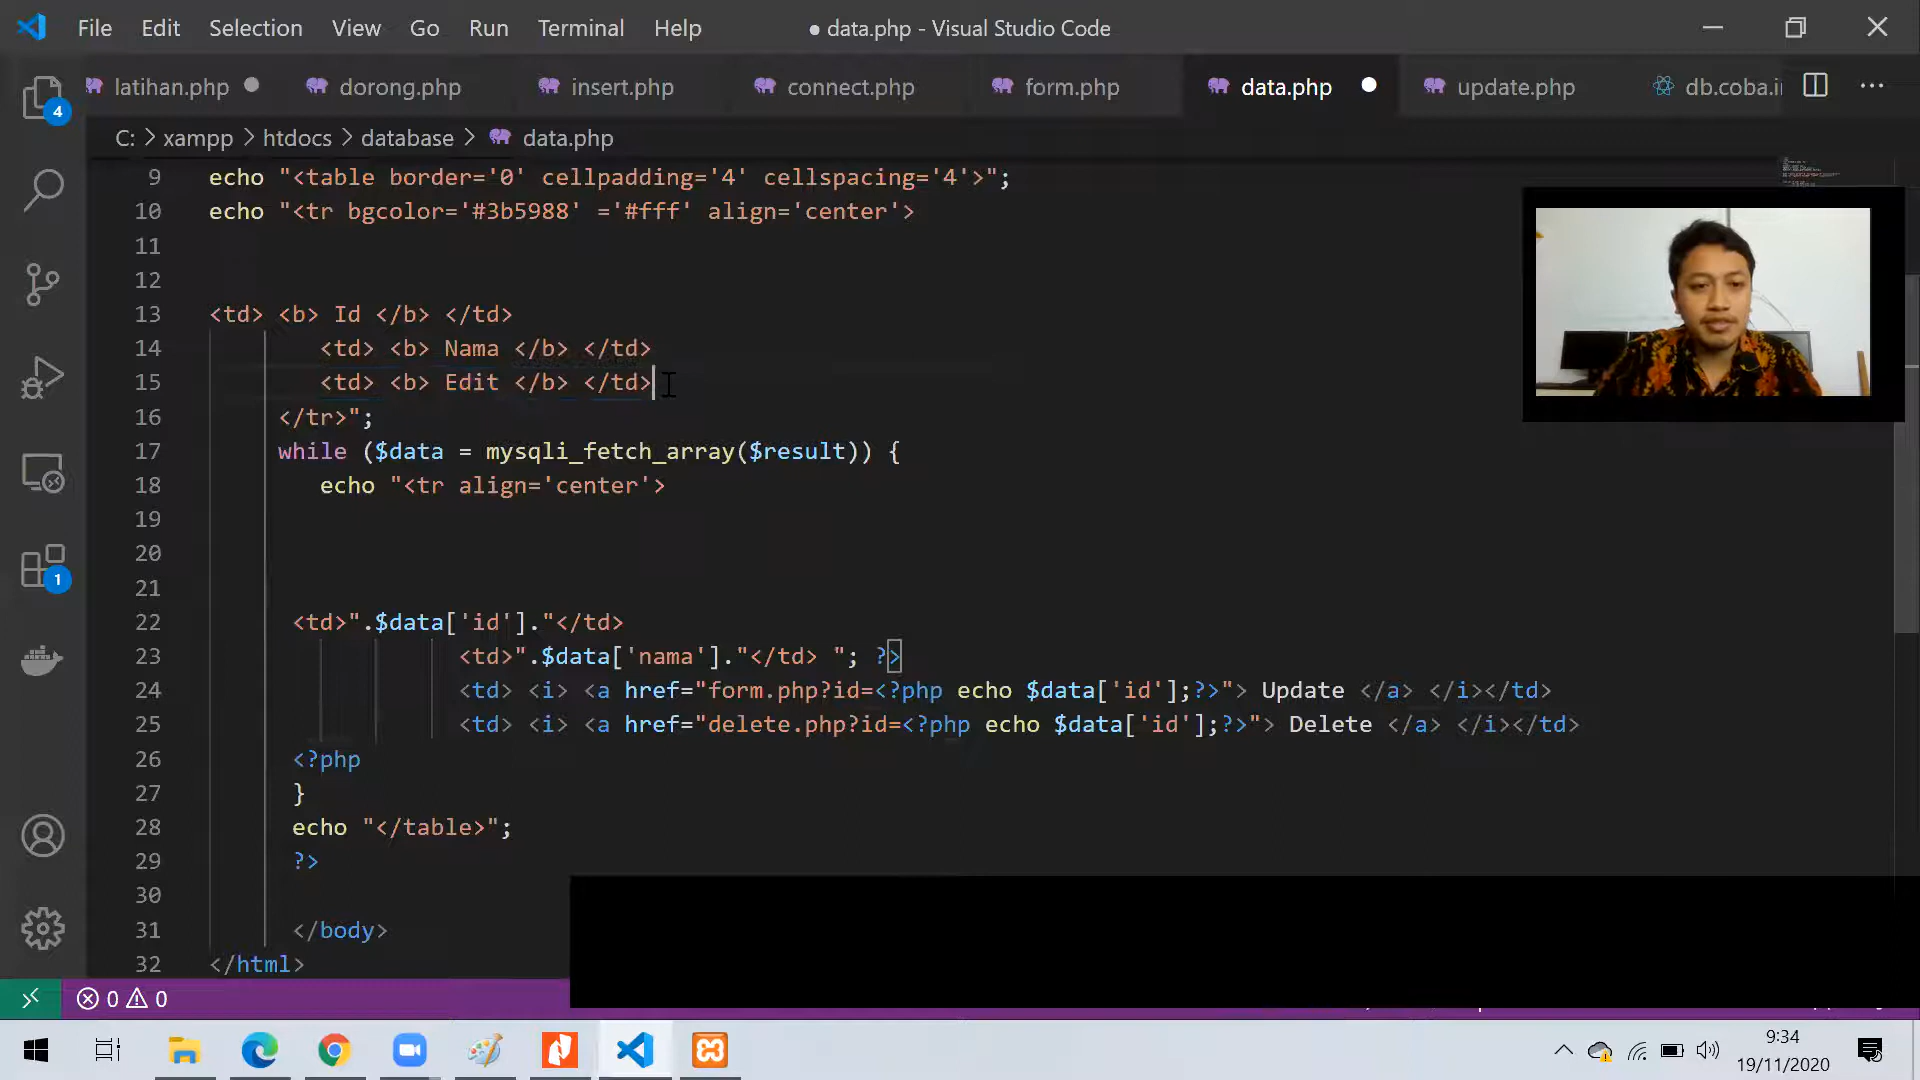 File Edit Selection View Go Run Terminal Help ● data.php - Visual Studio Code
latihan.php dorong.php insert.php connect.php form.php data.php update.php db.coba.i
4
C: > xampp > htdocs > database > data.php
9 echo "<table border='0' cellpadding='4' cellspacing='4'>";
10 echo "<tr bgcolor='#3b5988' ='#fff' align='center'>
11
12
13 <td> <b> Id </b> </td>
14 <td> <b> Nama </b> </td>
15 <td> <b> Edit </b> </td>
16 </tr>";
17 while ($data = mysqli_fetch_array($result)) {
18 echo "<tr align='center'>
19
20
21
1
22 <td>".$data['id']."</td>
23 <td>".$data['nama']."</td> "; ?>
24 <td> <i> <a href="form.php?id=<?php echo $data['id'];?>"> Update </a> </i></td>
25 <td> <i> <a href="delete.php?id=<?php echo $data['id'];?>"> Delete </a> </i></td>
26 <?php
27 }
28 echo "</table>";
29 ?>
30
31 </body>
32 </html>
0 0
9:34
19/11/2020